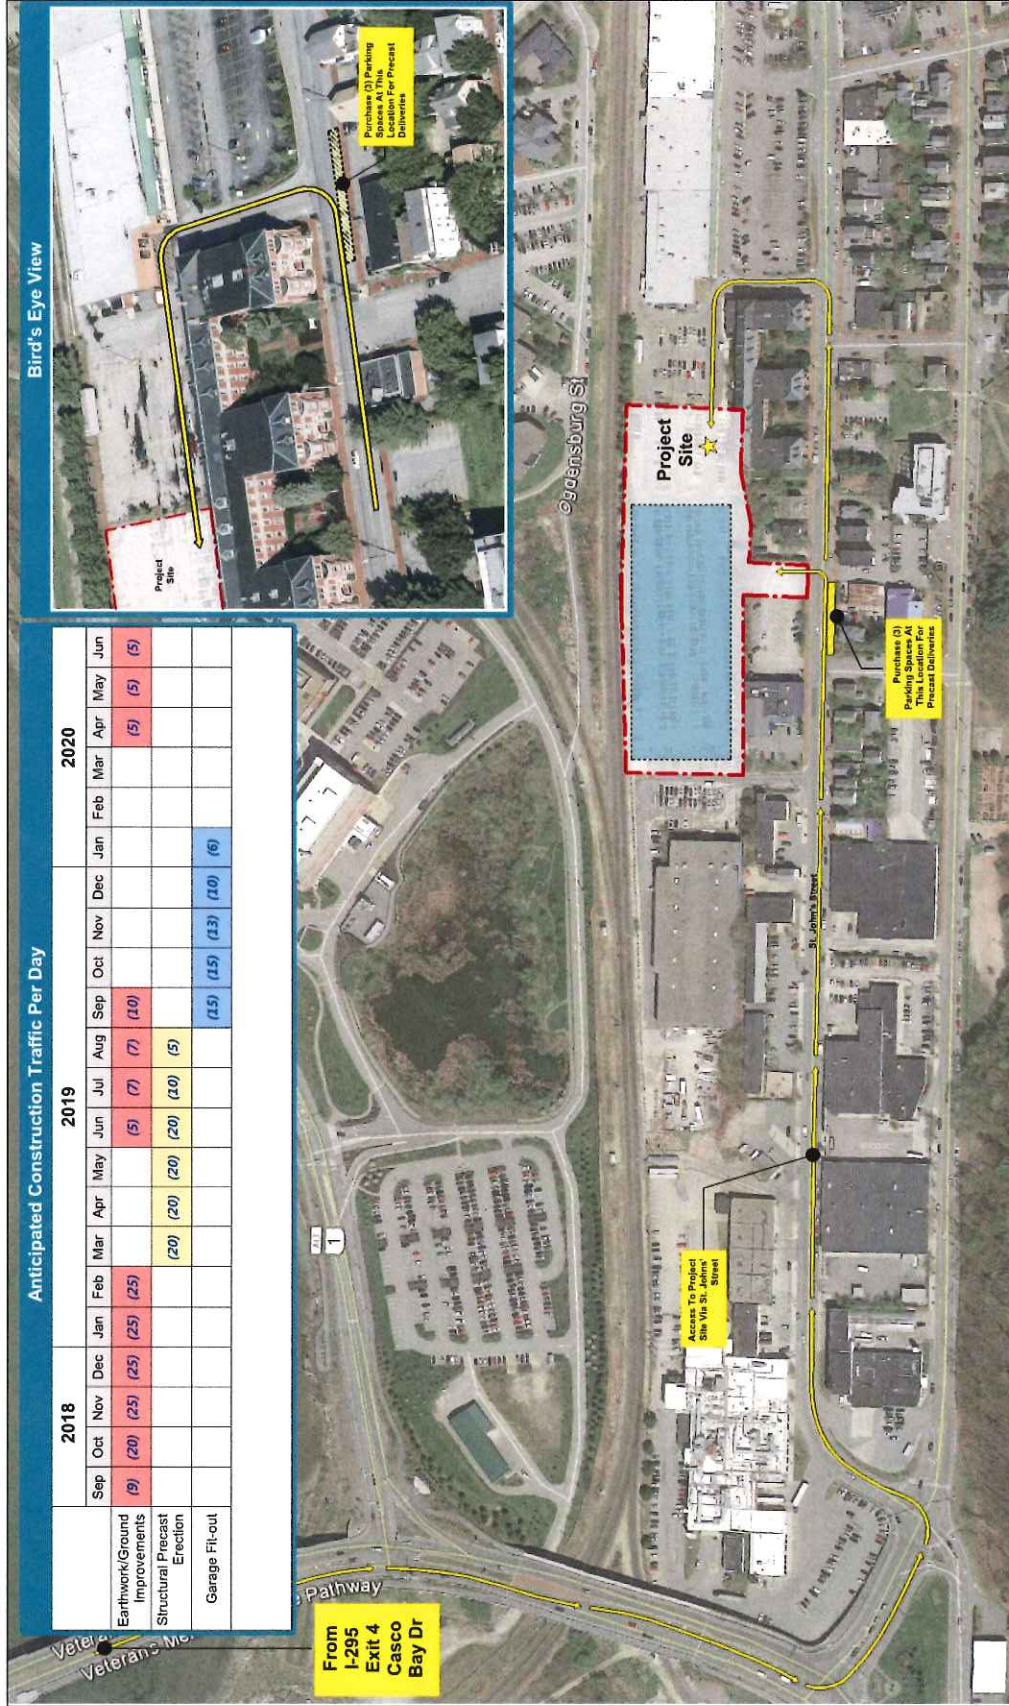 Anticipated Construction Traffic Per Day
2018 2019 2020
Sep Oct Nov Dec Jan Feb Mar Apr May Jun Jul Aug Sep Oct Nov Dec Jan Feb Mar Apr May Jun
Earthwork/Ground
Improvements
(9) (20) (25) (25) (25) (25) (5) (7) (7) (10) (5) (5) (5)
Structural Precast
Erection
(20) (20) (20) (20) (10) (5)
Garage Fit-out
(15) (15) (13) (10) (6)
Bird's Eye View
Project
Site
Purchase (3) Parking
Spaces At This
Location For Precast
Deliveries
Veterans Me
Pathway
From
I-295
Exit 4
Casco
Bay Dr
ALT
1
Ogdensburg St
Project
Site
Access To Project
Site Via St. Johns'
Street
St. John's Street
Purchase (3)
Parking Spaces At
This Location For
Precast Deliveries